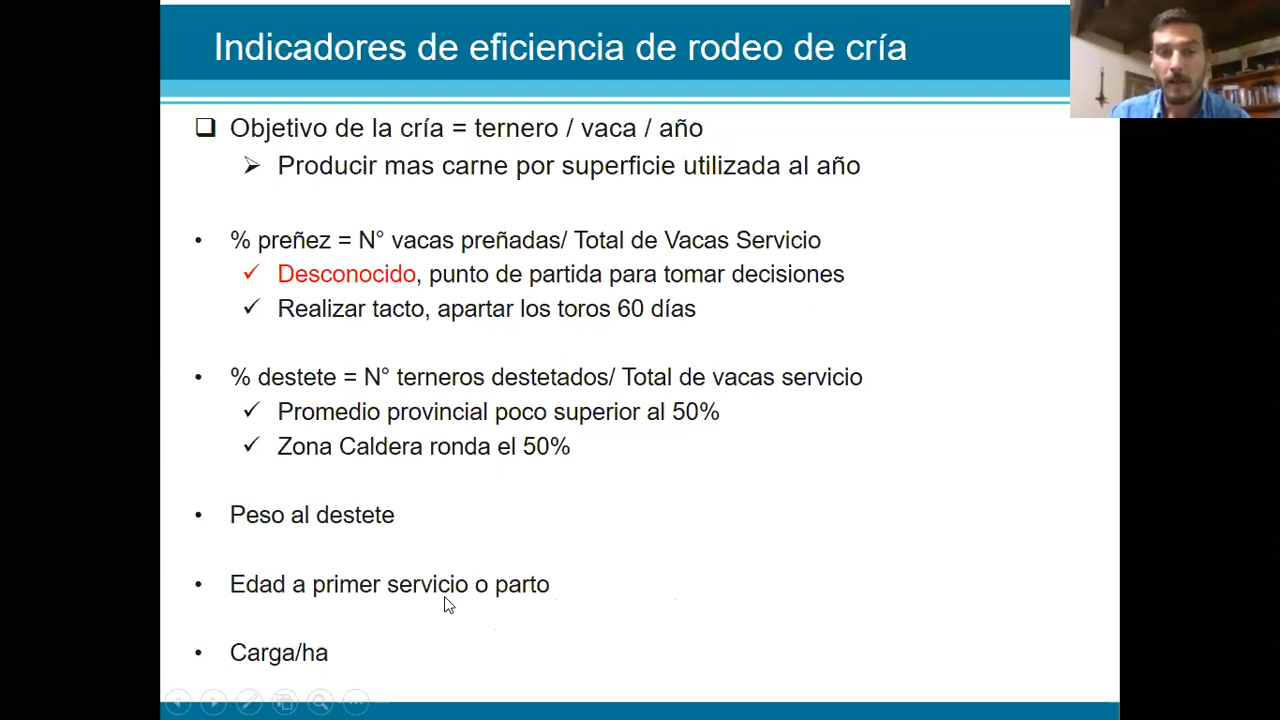 Indicadores de eficiencia de rodeo de cría
Objetivo de la cría = ternero / vaca / año
Producir mas carne por superficie utilizada al año
% preñez = N° vacas preñadas/ Total de Vacas Servicio
Desconocido, punto de partida para tomar decisiones
Realizar tacto, apartar los toros 60 días
% destete = N° terneros destetados/ Total de vacas servicio
Promedio provincial poco superior al 50%
Zona Caldera ronda el 50%
Peso al destete
Edad a primer servicio o parto
Carga/ha